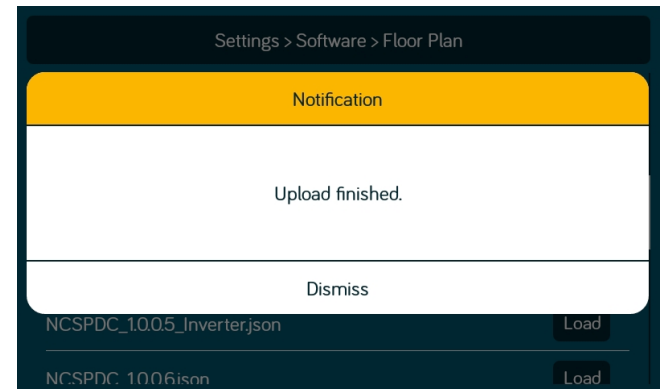 Settings > Software > Floor Plan
Notification
Upload finished.
Dismiss
NCSPDC_1.0.0.5_Inverter.json Load
NCSPDC_1.0.0.6.json Load